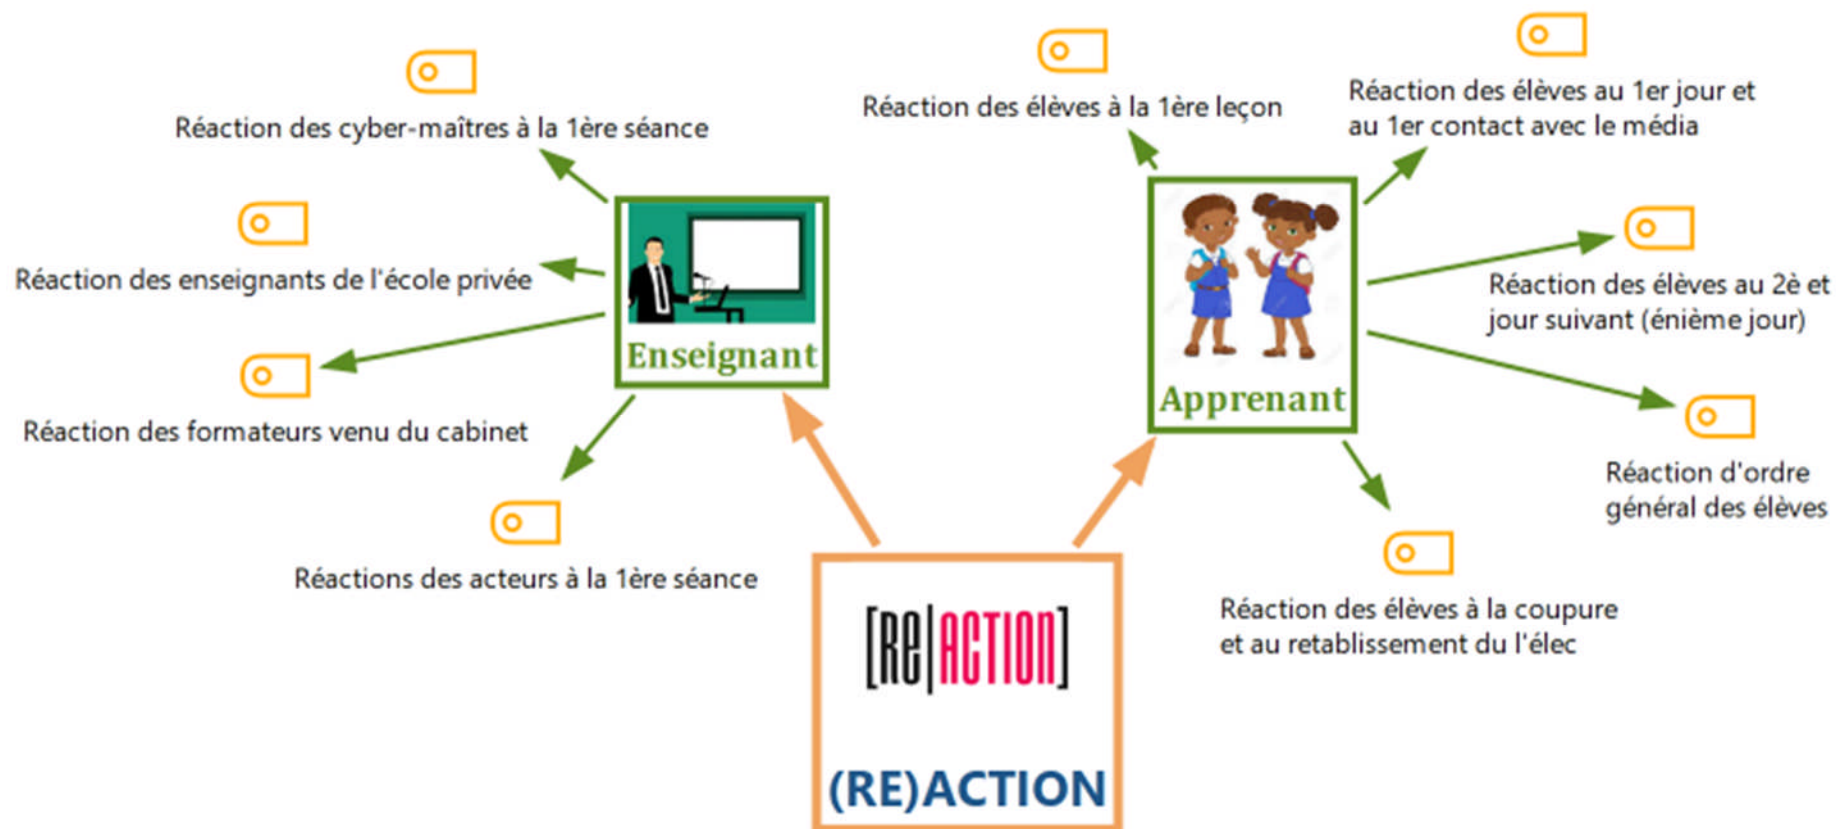 Réaction des cyber-maîtres à la 1ère séance
Réaction des enseignants de l'école privée
Réaction des formateurs venu du cabinet
Réactions des acteurs à la 1ère séance
Enseignant
Réaction des élèves à la 1ère leçon
Réaction des élèves au 1er jour et
au 1er contact avec le média
Réaction des élèves au 2è et
jour suivant (énième jour)
Réaction d'ordre
général des élèves
Réaction des élèves à la coupure
et au retablissement du l'élec
Apprenant
[Re|ACTION]
(RE)ACTION